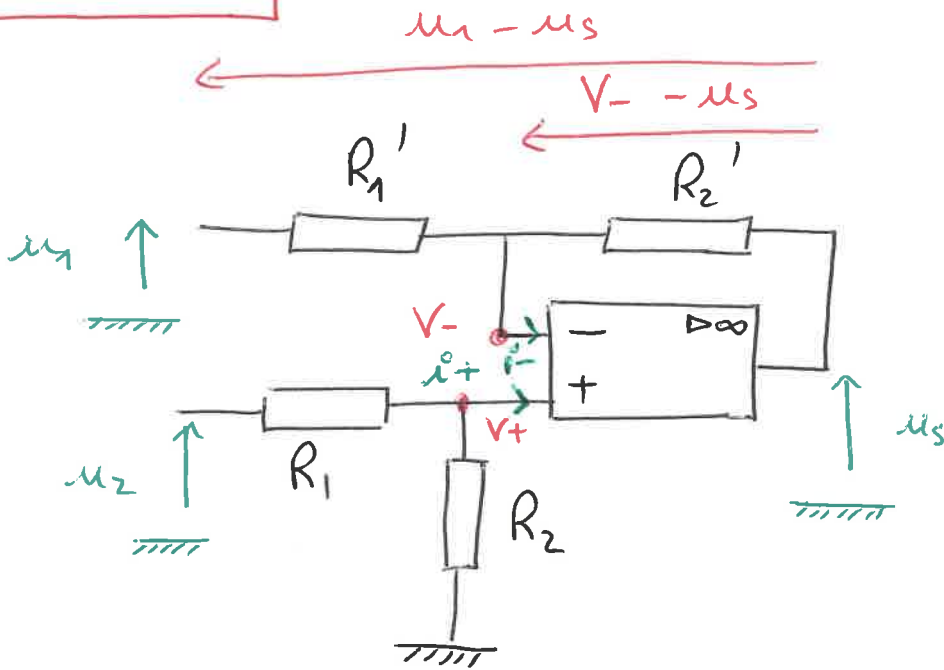 u1 - us
V- - us
R1'
R2'
u1
V-
-
▷∞
i-
i+
+
V+
us
u2
R1
R2